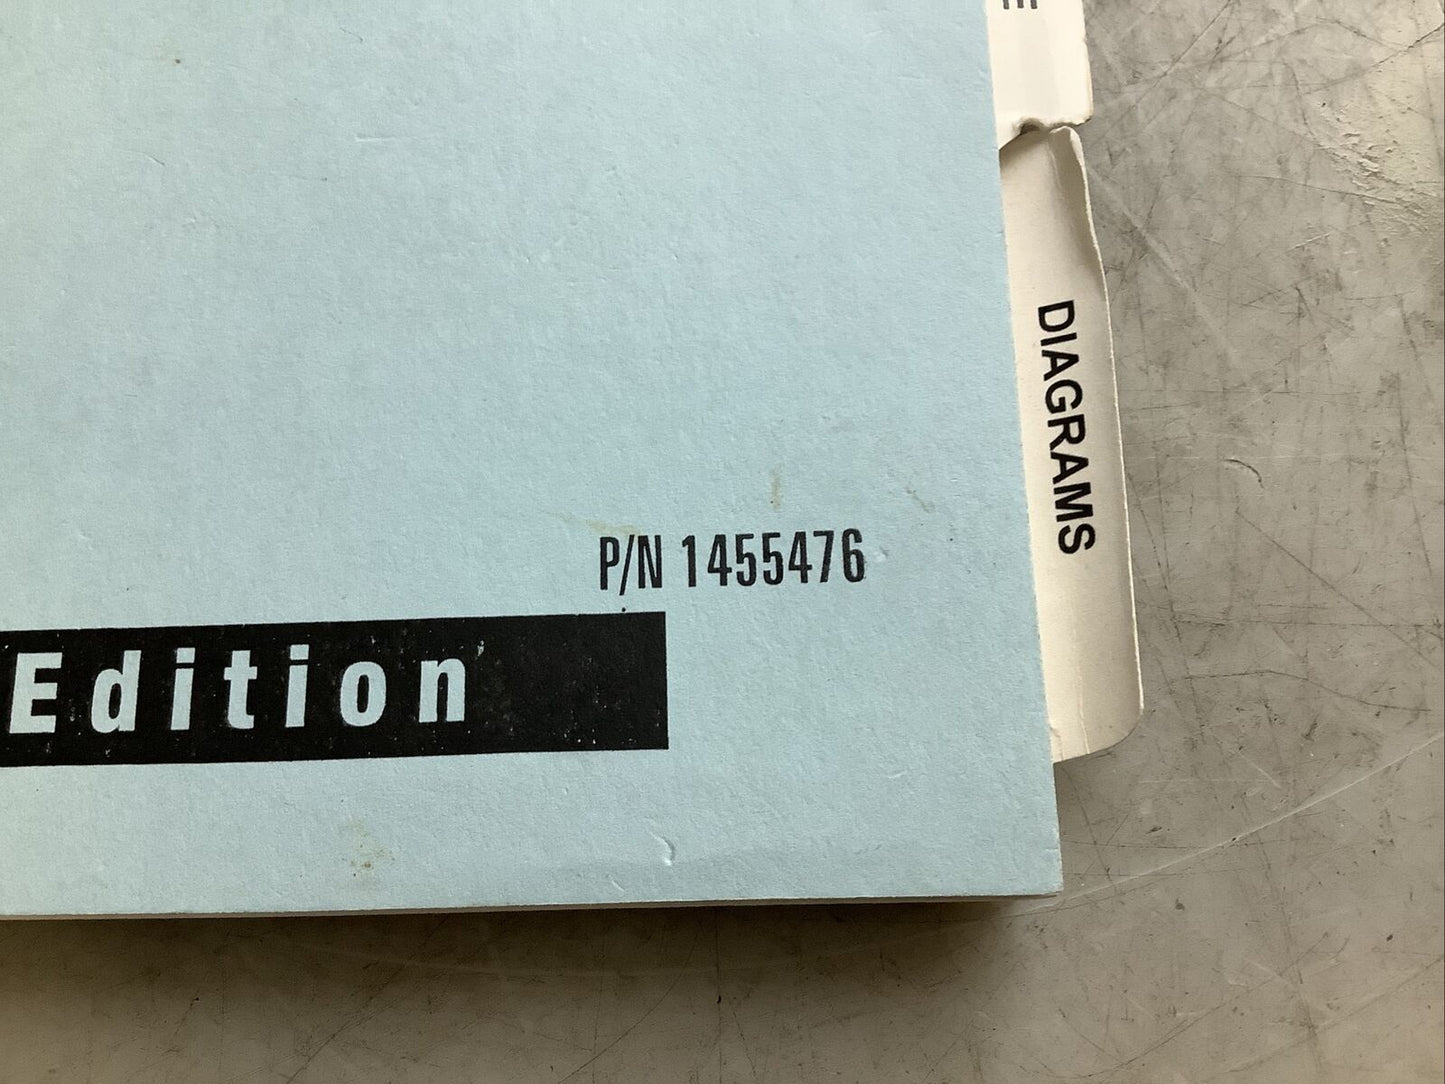 DIAGRAMS
P/N 1455476
Edition